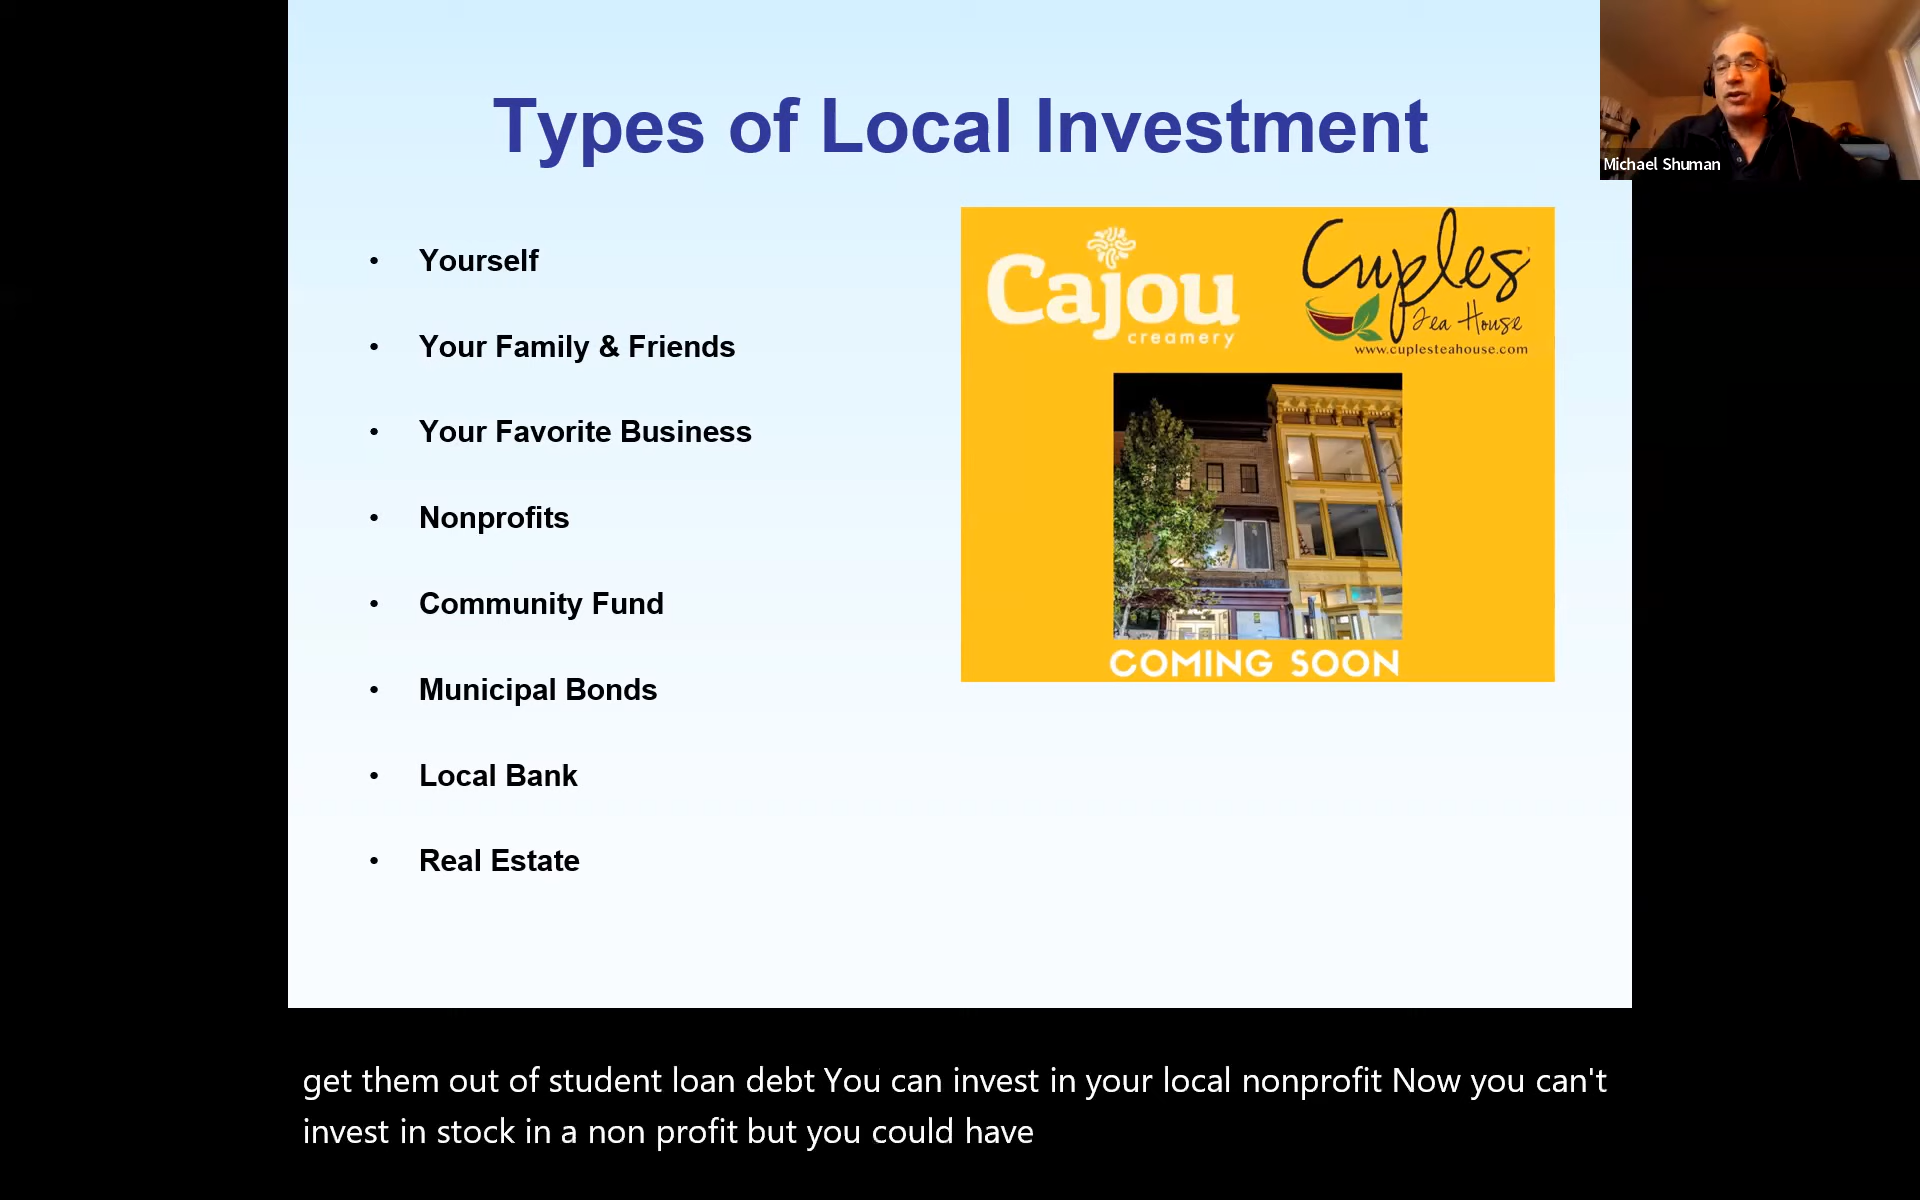 Types of Local Investment
Michael Shuman
• Yourself
• Your Family & Friends
• Your Favorite Business
• Nonprofits
• Community Fund
• Municipal Bonds
• Local Bank
• Real Estate
Cajou
creamery
Cuples
Tea House
www.cuplesteahouse.com
COMING SOON
get them out of student loan debt You can invest in your local nonprofit Now you can't
invest in stock in a non profit but you could have